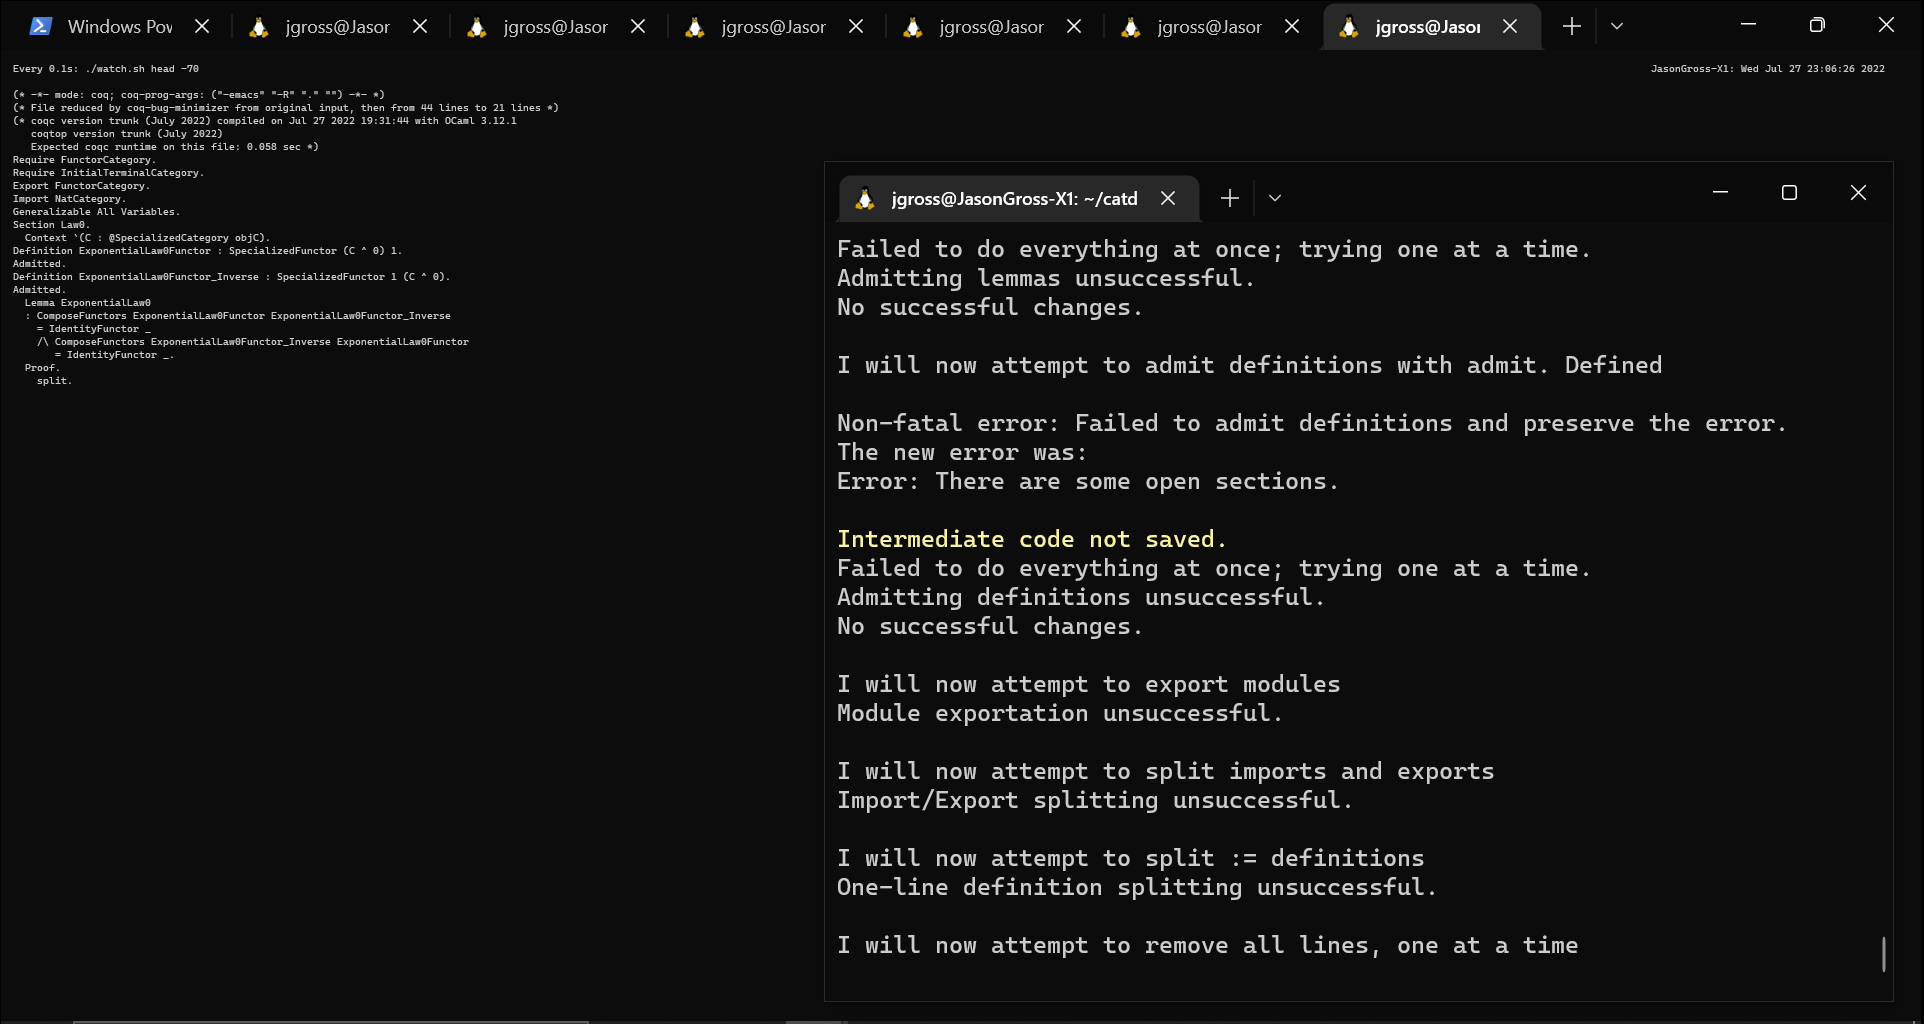 Windows Pov
jgross@Jasor
jgross@Jasor
jgross@Jasor
jgross@Jasor
jgross@Jasor
jgross@Jasor
Every 0.1s: ./watch.sh head -70
JasonGross-X1: Wed Jul 27 23:06:26 2022
(* -*- mode: coq; coq-prog-args: ("-emacs" "-R" "." "") -*- *)
(* File reduced by coq-bug-minimizer from original input, then from 44 lines to 21 lines *)
(* coqc version trunk (July 2022) compiled on Jul 27 2022 19:31:44 with OCaml 3.12.1
coqtop version trunk (July 2022)
Expected coqc runtime on this file: 0.058 sec *)
Require FunctorCategory.
Require InitialTerminalCategory.
Export FunctorCategory.
Import NatCategory.
Generalizable All Variables.
Section Law0.
Context `(C : @SpecializedCategory objC).
Definition ExponentialLaw0Functor : SpecializedFunctor (C ^ 0) 1.
Admitted.
Definition ExponentialLaw0Functor_Inverse : SpecializedFunctor 1 (C ^ 0).
Admitted.
Lemma ExponentialLaw0
: ComposeFunctors ExponentialLaw0Functor ExponentialLaw0Functor_Inverse
= IdentityFunctor _
/\ ComposeFunctors ExponentialLaw0Functor_Inverse ExponentialLaw0Functor
= IdentityFunctor _.
Proof.
split.
jgross@JasonGross-X1: ~/catd
Failed to do everything at once; trying one at a time.
Admitting lemmas unsuccessful.
No successful changes.
I will now attempt to admit definitions with admit. Defined
Non-fatal error: Failed to admit definitions and preserve the error.
The new error was:
Error: There are some open sections.
Intermediate code not saved.
Failed to do everything at once; trying one at a time.
Admitting definitions unsuccessful.
No successful changes.
I will now attempt to export modules
Module exportation unsuccessful.
I will now attempt to split imports and exports
Import/Export splitting unsuccessful.
I will now attempt to split := definitions
One-line definition splitting unsuccessful.
I will now attempt to remove all lines, one at a time